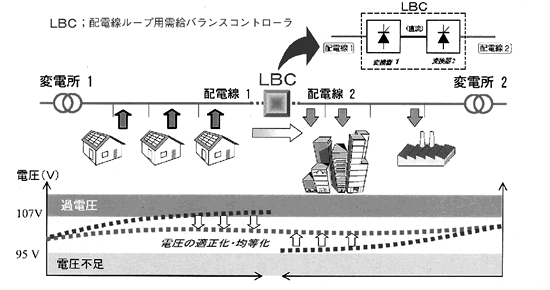 LBC;配電線ループ用需給バランスコントローラ
LBC
配電線1
(直流)
配電線2
変換器 1
変換器 2
変電所 1
配電線 1
LBC
配電線 2
変電所 2
電圧(V)
過電圧
107V
電圧の適正化・均等化
95 V
電圧不足